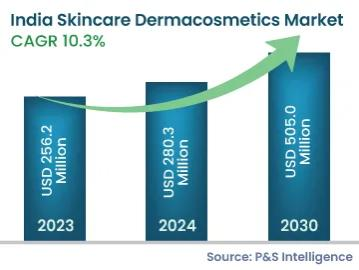 India Skincare Dermacosmetics Market
CAGR 10.3%
USD 256.2
Million
USD 280.3
Million
USD 505.0
Million
2023
2024
2030
Source: P&S Intelligence